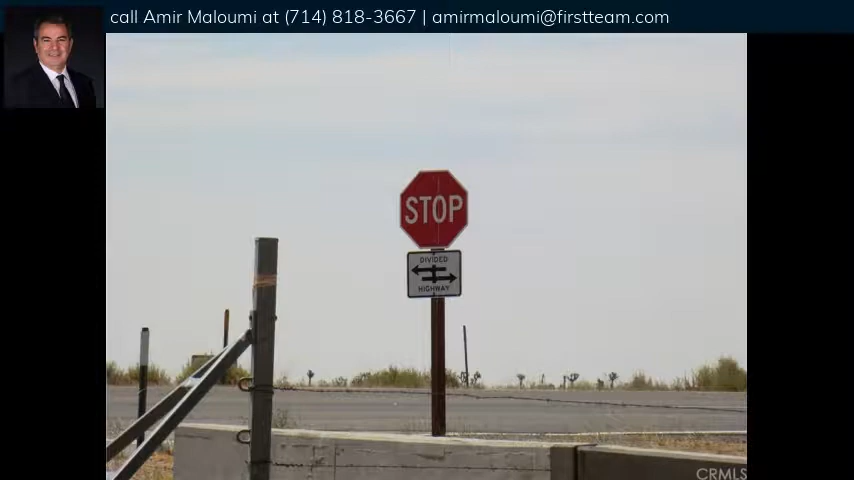 call Amir Maloumi at (714) 818-3667 | amirmaloumi@firstteam.com
STOP
DIVIDED
HIGHWAY
CRMLS